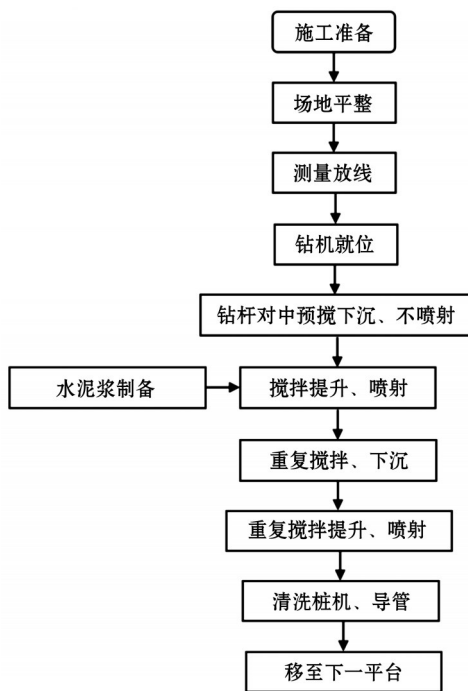 施工准备
场地平整
测量放线
钻机就位
钻杆对中预搅下沉、不喷射
水泥浆制备
搅拌提升、喷射
重复搅拌、下沉
重复搅拌提升、喷射
清洗桩机、导管
移至下一平台